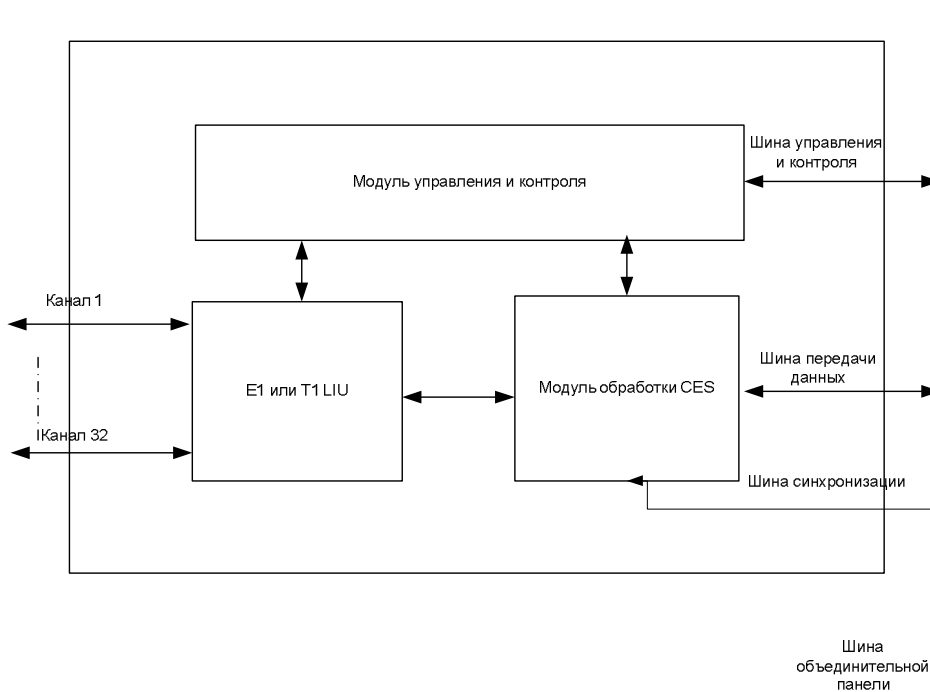 Шина управления
и контроля
Модуль управления и контроля
Канал 1
Шина передачи
данных
E1 или T1 LIU
Модуль обработки CES
Канал 32
Шина синхронизации
Шина
объединительной
панели